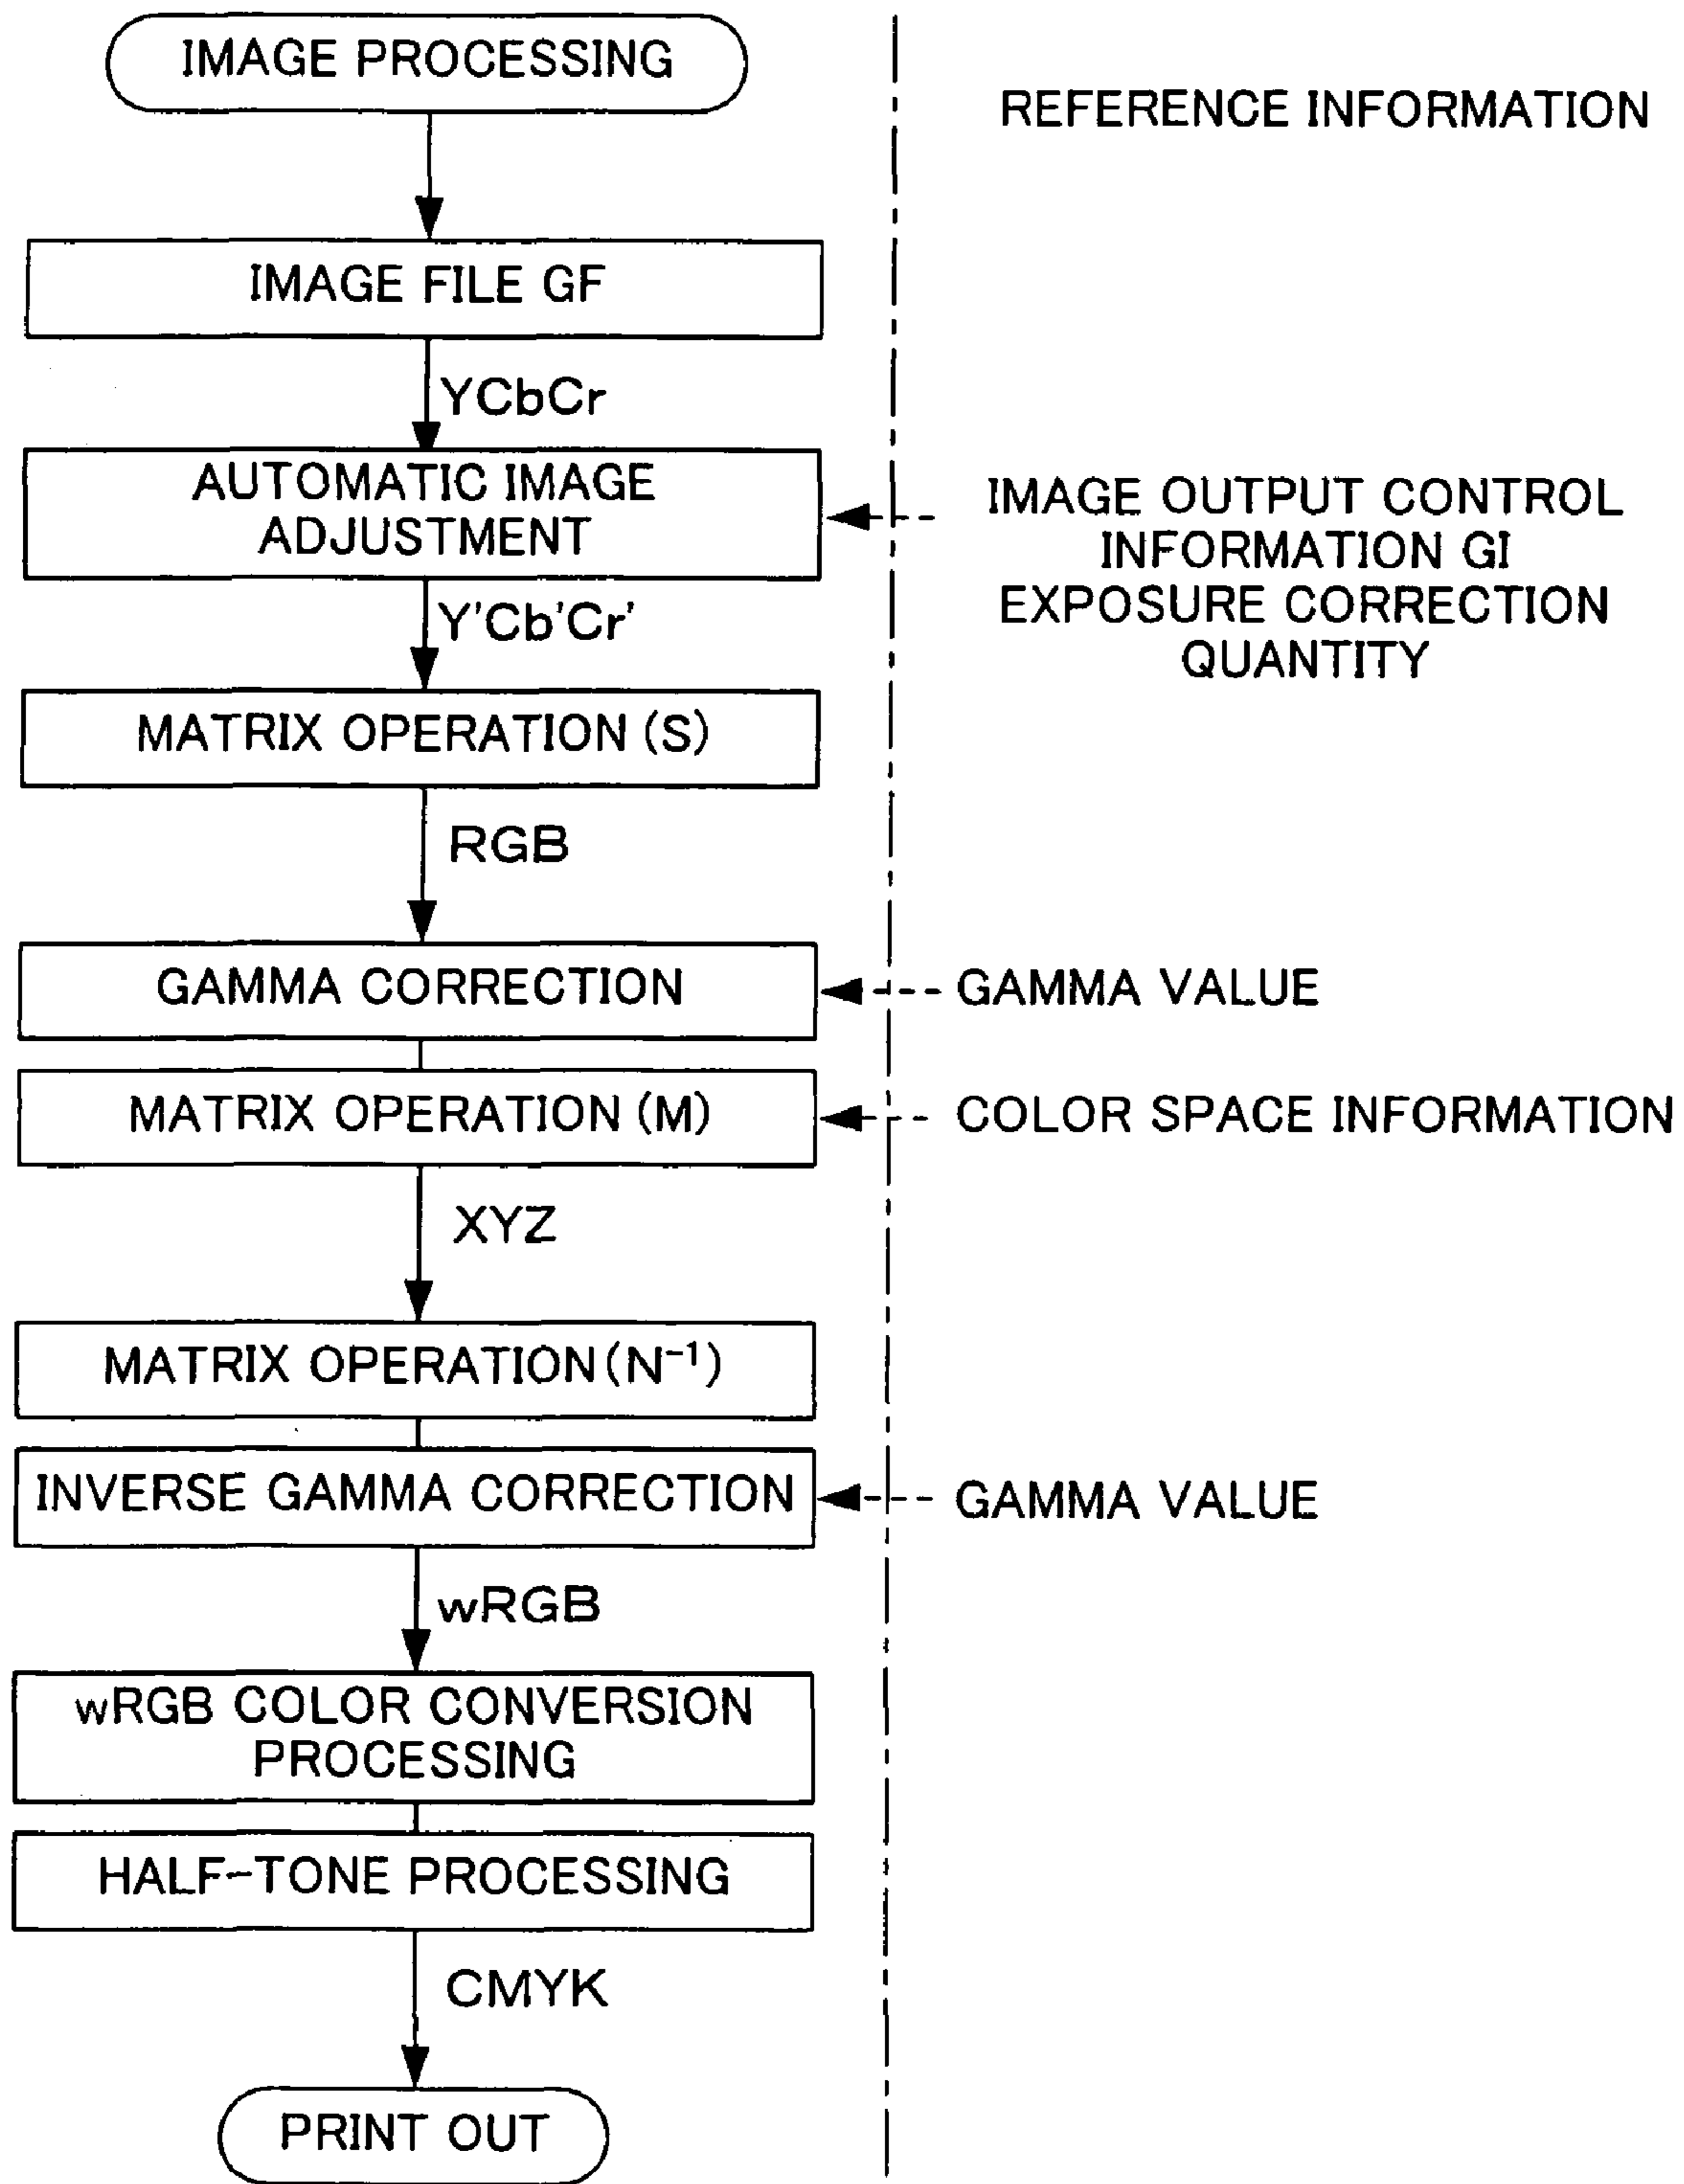 IMAGE PROCESSING
REFERENCE INFORMATION
IMAGE FILE GF
YCbCr
AUTOMATIC IMAGE
ADJUSTMENT
IMAGE OUTPUT CONTROL
INFORMATION GI
EXPOSURE CORRECTION
QUANTITY
Y'Cb'Cr'
MATRIX OPERATION (S)
RGB
GAMMA CORRECTION
GAMMA VALUE
MATRIX OPERATION (M)
COLOR SPACE INFORMATION
XYZ
MATRIX OPERATION (N⁻¹)
INVERSE GAMMA CORRECTION
GAMMA VALUE
wRGB
wRGB COLOR CONVERSION
PROCESSING
HALF-TONE PROCESSING
CMYK
PRINT OUT